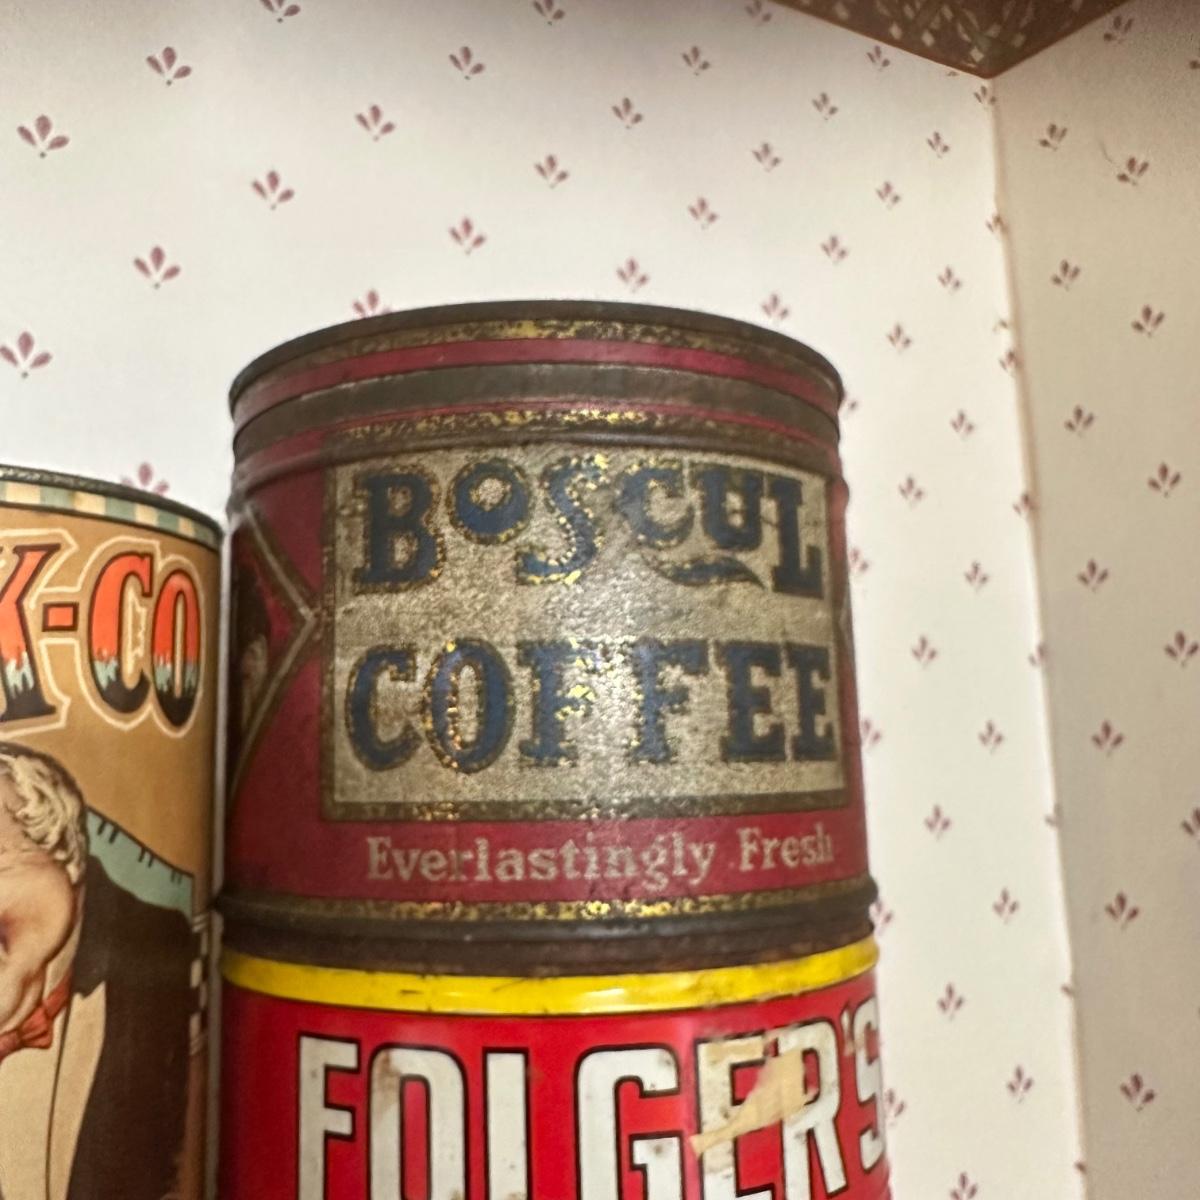 K-CO
BOSCUL
COFFEE
Everlastingly Fresh
FOLGER'S